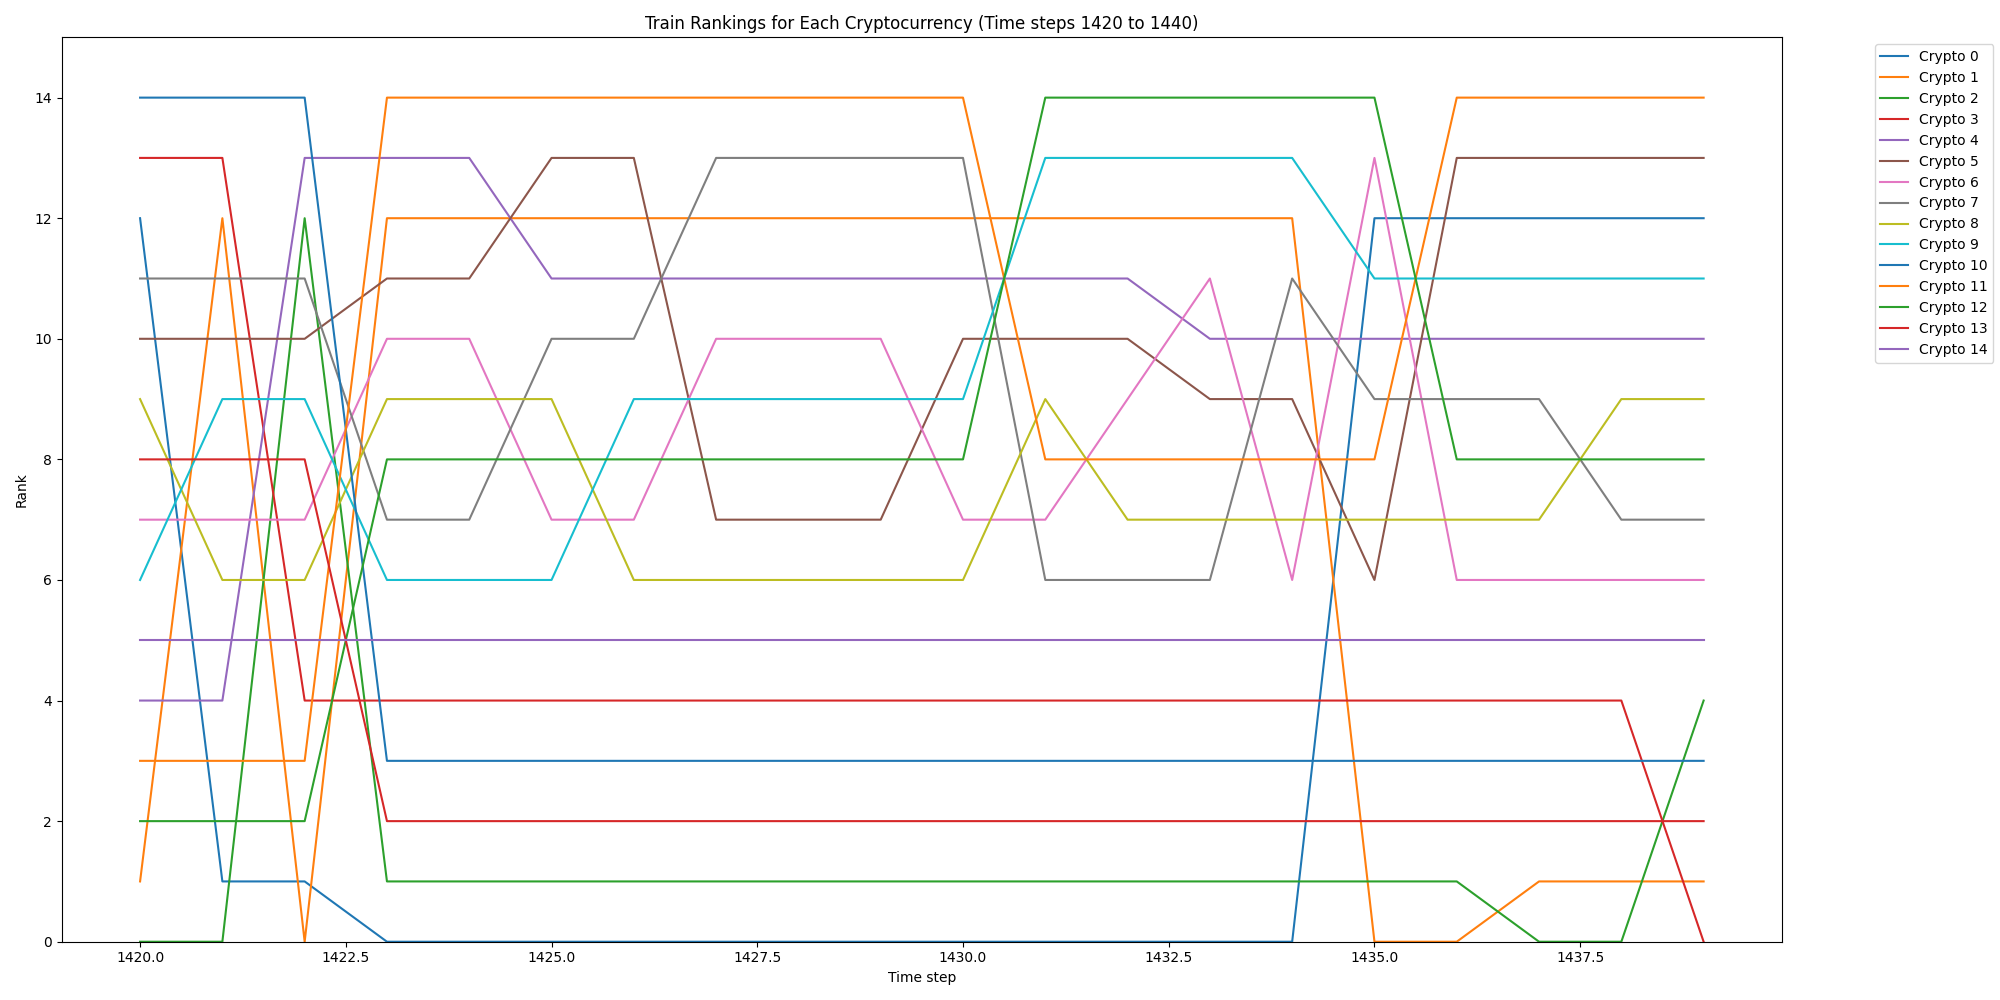 Train Rankings for Each Cryptocurrency (Time steps 1420 to 1440)
Rank
14
12
10
8
6
4
2
0
1420.0 1422.5 1425.0 1427.5 1430.0 1432.5 1435.0 1437.5
Time step
Crypto 0
Crypto 1
Crypto 2
Crypto 3
Crypto 4
Crypto 5
Crypto 6
Crypto 7
Crypto 8
Crypto 9
Crypto 10
Crypto 11
Crypto 12
Crypto 13
Crypto 14